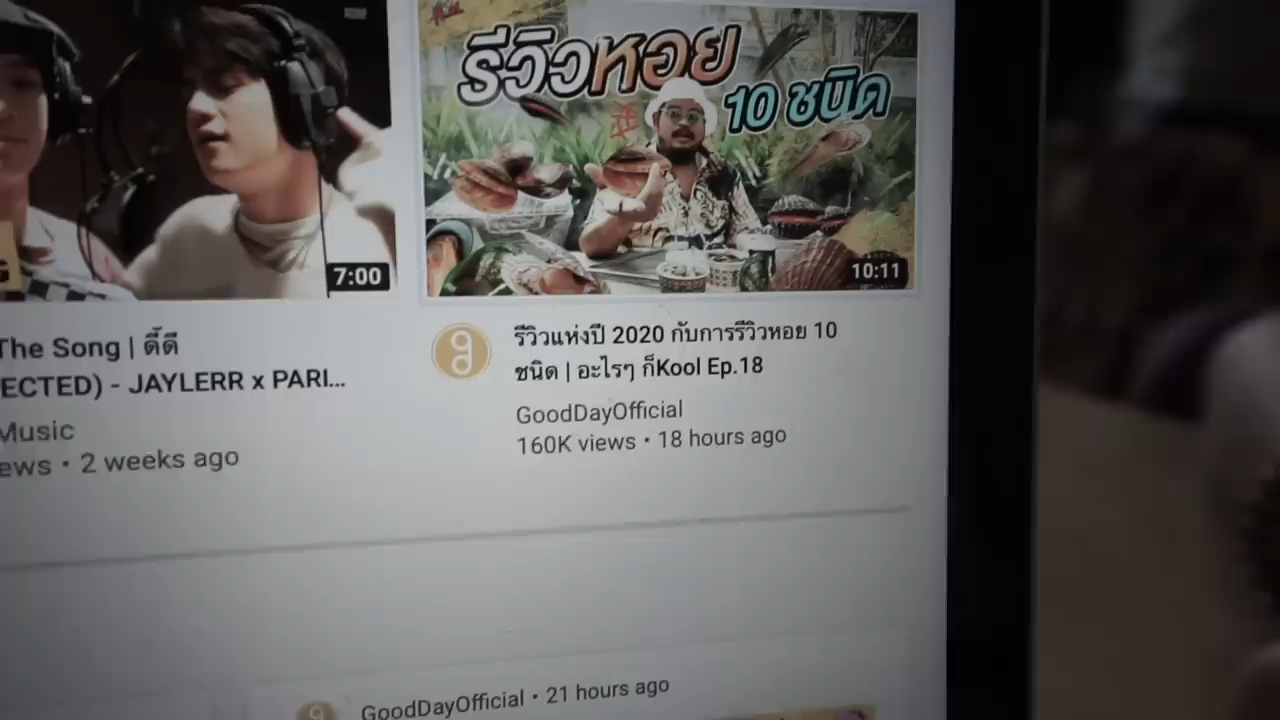 รีวิวหอย
10 ชนิด
7:00
10:11
The Song | ดี๊ดี
ECTED) - JAYLERR x PARI...
Music
ews • 2 weeks ago
รีวิวแห่งปี 2020 กับการรีวิวหอย 10
ชนิด | อะไรๆ ก็Kool Ep.18
GoodDayOfficial
160K views • 18 hours ago
GoodDayOfficial • 21 hours ago